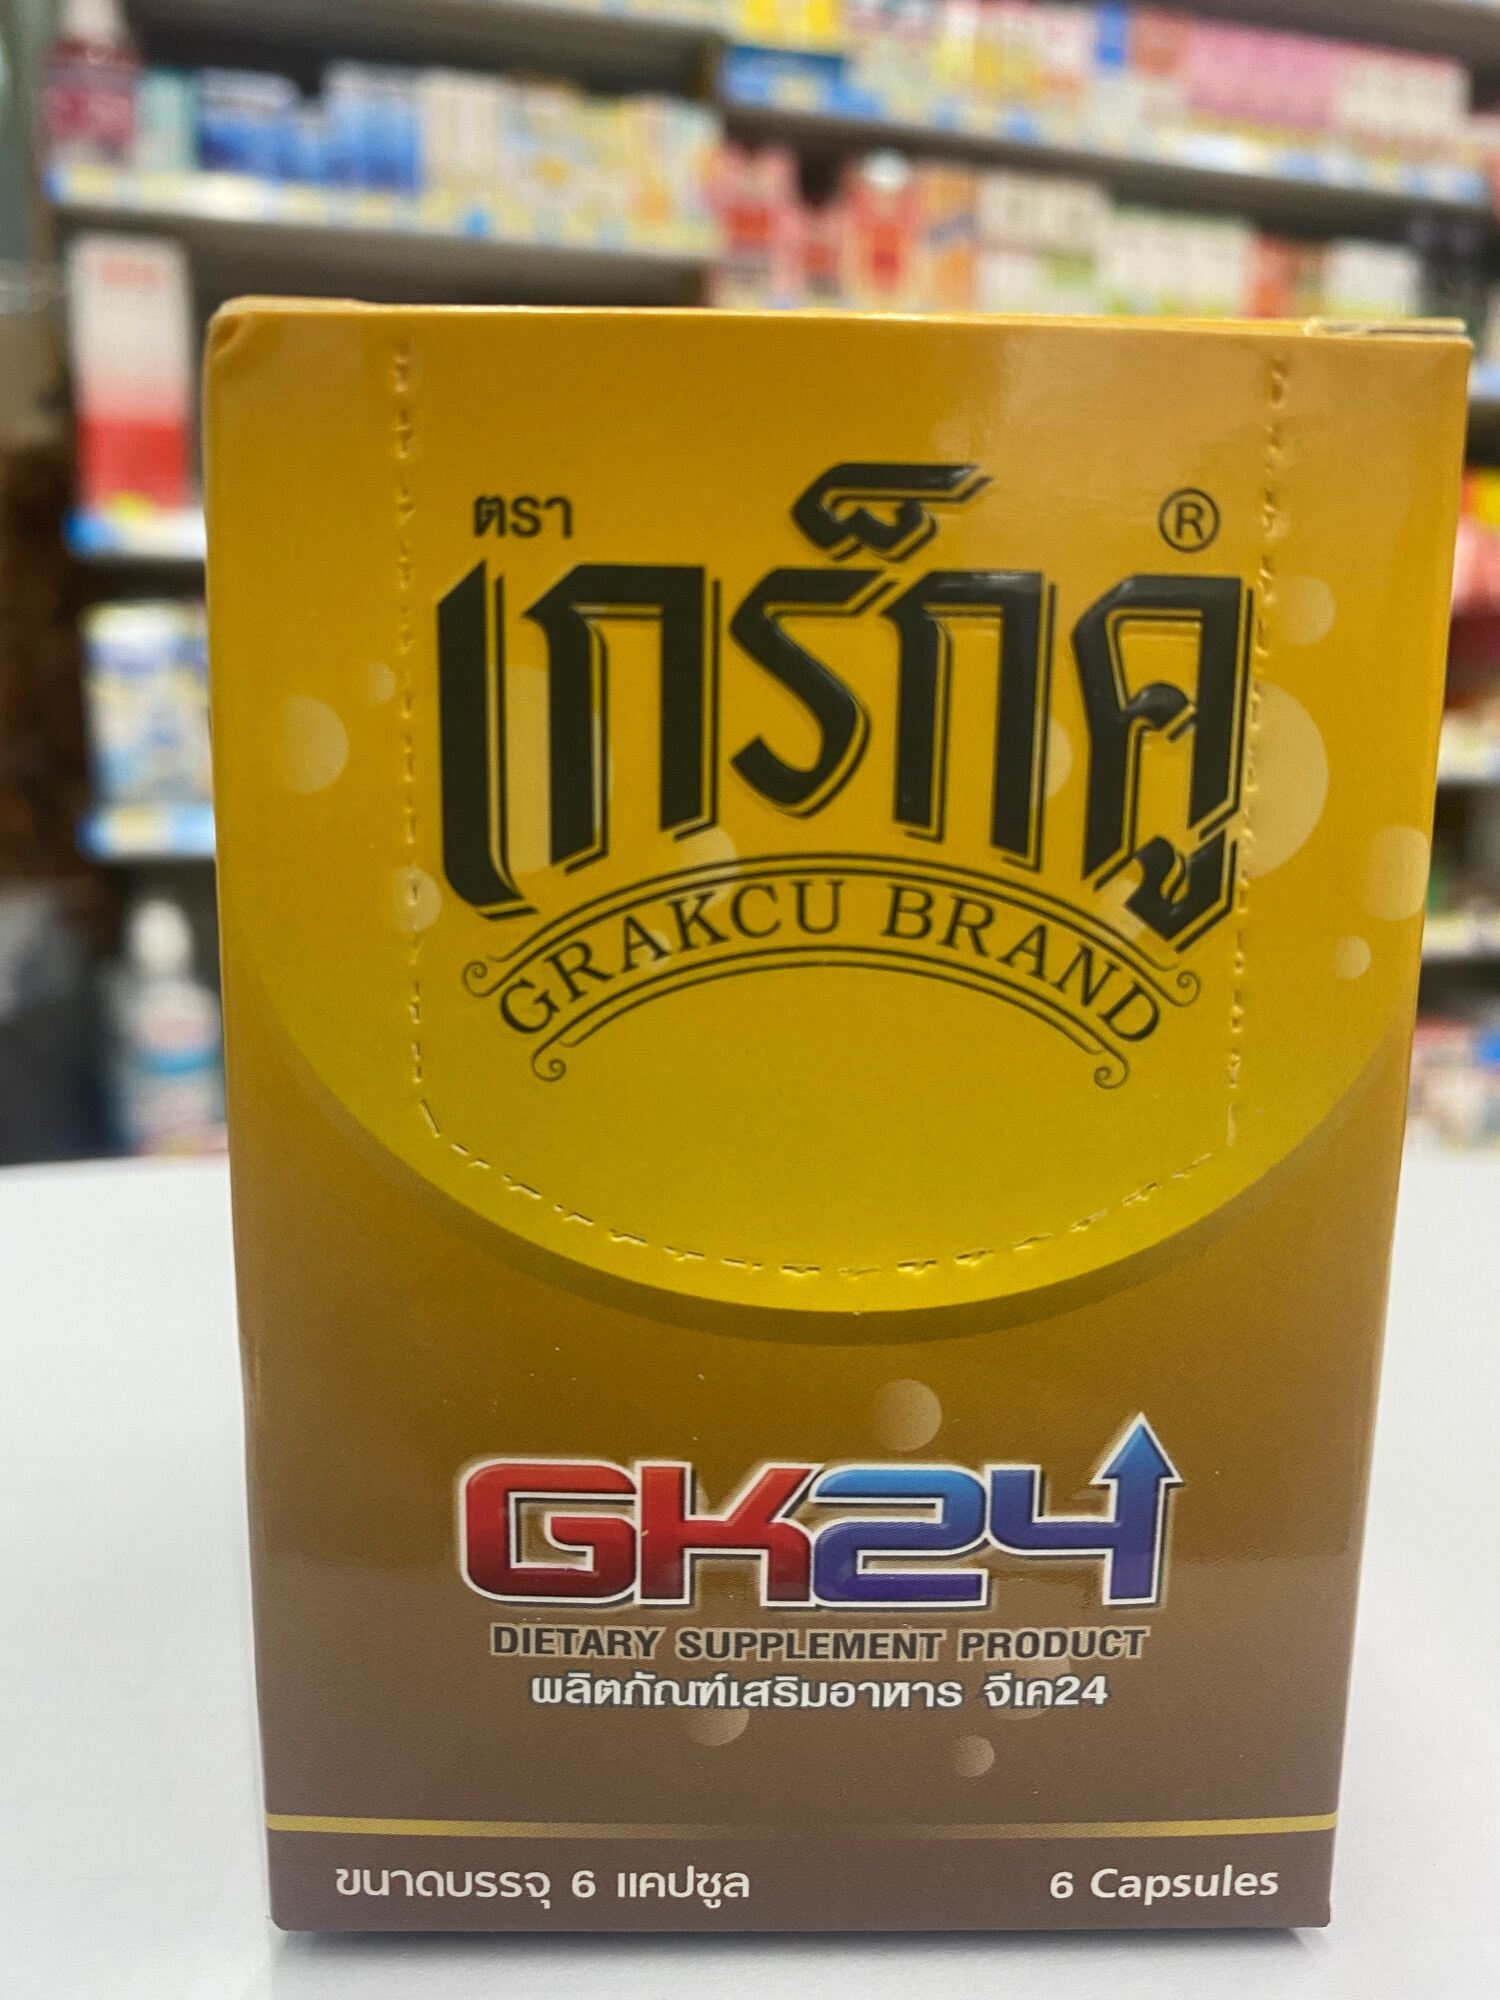 ตรา
เกร็กคู ®
GRAKCU BRAND
GK24
DIETARY SUPPLEMENT PRODUCT
ผลิตภัณฑ์เสริมอาหาร จีเค24
ขนาดบรรจุ 6 แคปซูล 6 Capsules